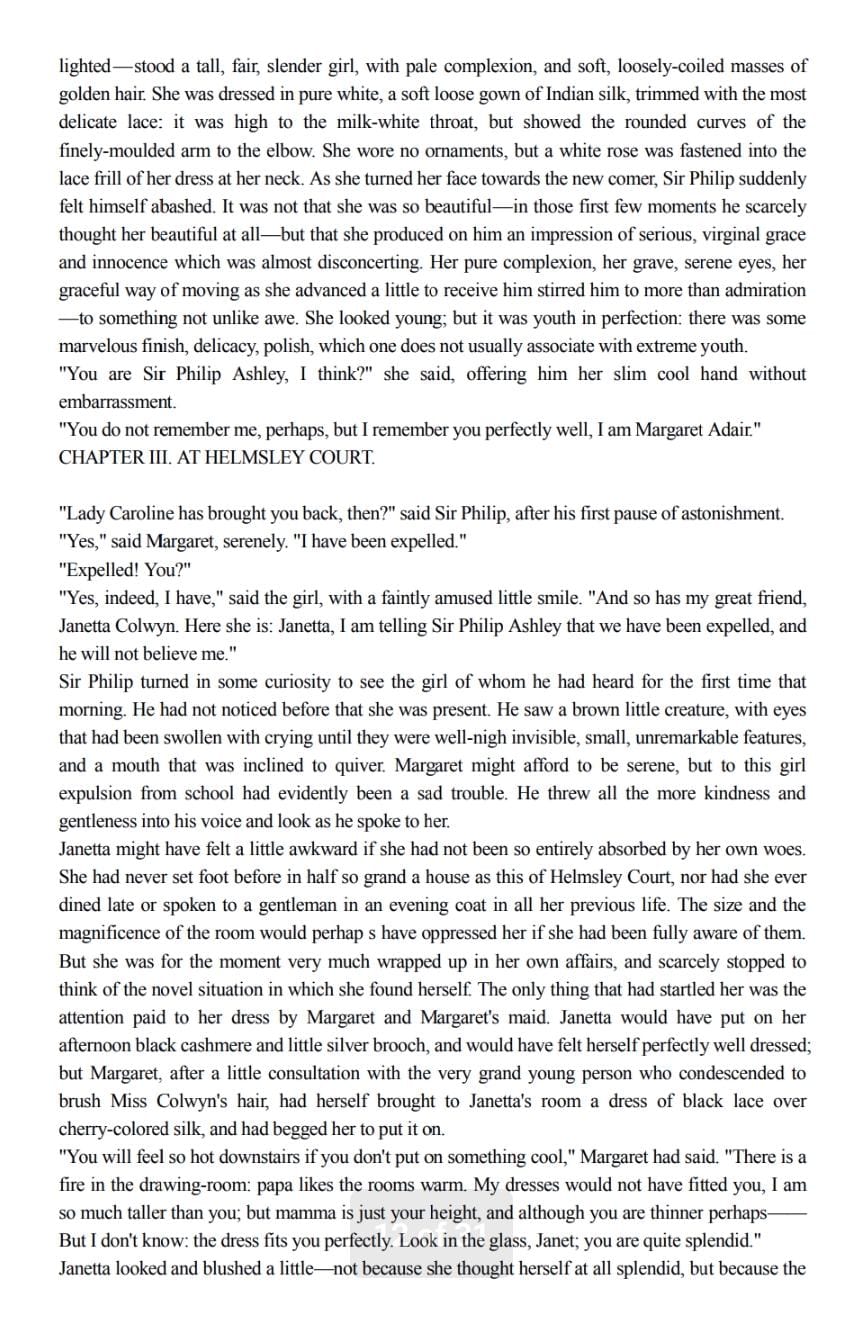 lighted—stood a tall, fair, slender girl, with pale complexion, and soft, loosely-coiled masses of
golden hair. She was dressed in pure white, a soft loose gown of Indian silk, trimmed with the most
delicate lace: it was high to the milk-white throat, but showed the rounded curves of the
finely-moulded arm to the elbow. She wore no ornaments, but a white rose was fastened into the
lace frill of her dress at her neck. As she turned her face towards the new comer, Sir Philip suddenly
felt himself abashed. It was not that she was so beautiful—in those first few moments he scarcely
thought her beautiful at all—but that she produced on him an impression of serious, virginal grace
and innocence which was almost disconcerting. Her pure complexion, her grave, serene eyes, her
graceful way of moving as she advanced a little to receive him stirred him to more than admiration
—to something not unlike awe. She looked young; but it was youth in perfection: there was some
marvelous finish, delicacy, polish, which one does not usually associate with extreme youth.
"You are Sir Philip Ashley, I think?" she said, offering him her slim cool hand without
embarrassment.
"You do not remember me, perhaps, but I remember you perfectly well, I am Margaret Adair."
CHAPTER III. AT HELMSLEY COURT.
"Lady Caroline has brought you back, then?" said Sir Philip, after his first pause of astonishment.
"Yes," said Margaret, serenely. "I have been expelled."
"Expelled! You?"
"Yes, indeed, I have," said the girl, with a faintly amused little smile. "And so has my great friend,
Janetta Colwyn. Here she is: Janetta, I am telling Sir Philip Ashley that we have been expelled, and
he will not believe me."
Sir Philip turned in some curiosity to see the girl of whom he had heard for the first time that
morning. He had not noticed before that she was present. He saw a brown little creature, with eyes
that had been swollen with crying until they were well-nigh invisible, small, unremarkable features,
and a mouth that was inclined to quiver. Margaret might afford to be serene, but to this girl
expulsion from school had evidently been a sad trouble. He threw all the more kindness and
gentleness into his voice and look as he spoke to her.
Janetta might have felt a little awkward if she had not been so entirely absorbed by her own woes.
She had never set foot before in half so grand a house as this of Helmsley Court, nor had she ever
dined late or spoken to a gentleman in an evening coat in all her previous life. The size and the
magnificence of the room would perhap s have oppressed her if she had been fully aware of them.
But she was for the moment very much wrapped up in her own affairs, and scarcely stopped to
think of the novel situation in which she found herself. The only thing that had startled her was the
attention paid to her dress by Margaret and Margaret's maid. Janetta would have put on her
afternoon black cashmere and little silver brooch, and would have felt herself perfectly well dressed;
but Margaret, after a little consultation with the very grand young person who condescended to
brush Miss Colwyn's hair, had herself brought to Janetta's room a dress of black lace over
cherry-colored silk, and had begged her to put it on.
"You will feel so hot downstairs if you don't put on something cool," Margaret had said. "There is a
fire in the drawing-room: papa likes the rooms warm. My dresses would not have fitted you, I am
so much taller than you; but mamma is just your height, and although you are thinner perhaps——
But I don't know: the dress fits you perfectly. Look in the glass, Janet; you are quite splendid."
Janetta looked and blushed a little—not because she thought herself at all splendid, but because the